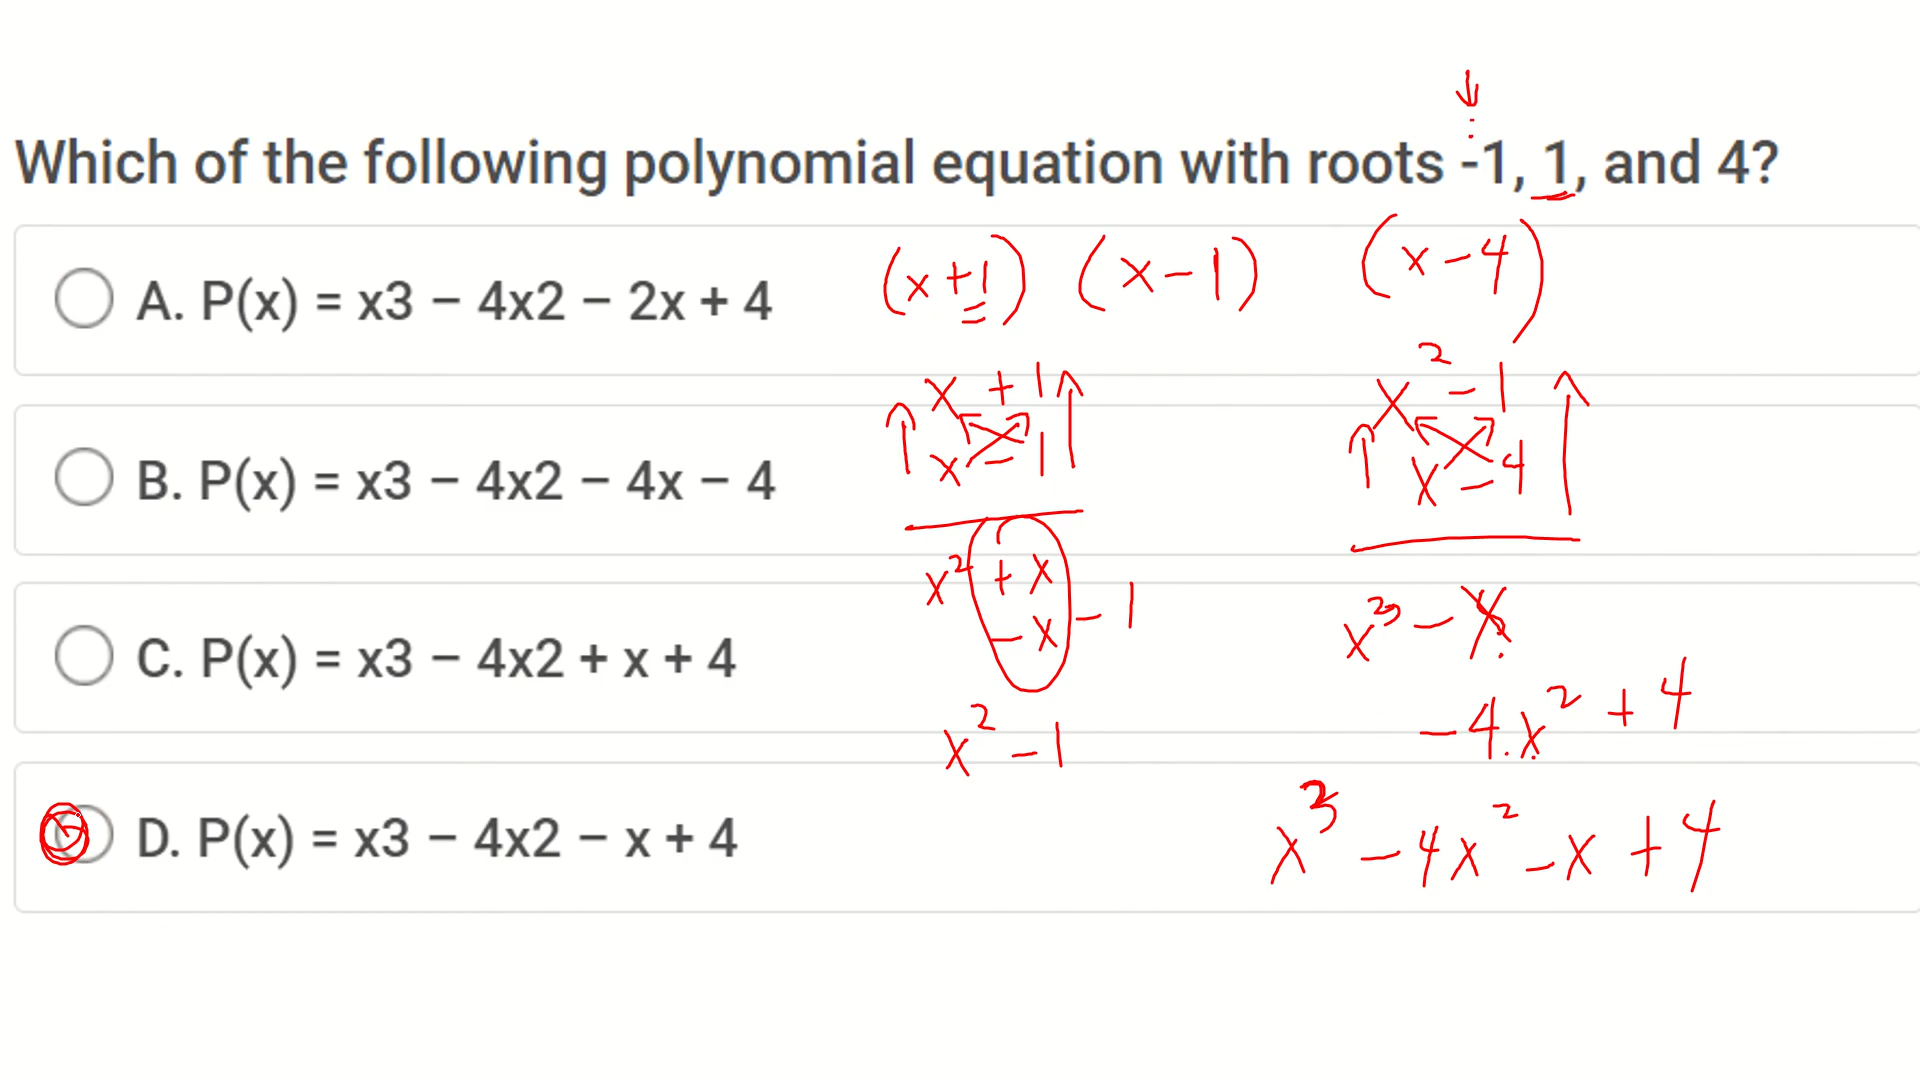 Which of the following polynomial equation with roots -1, 1, and 4?
(x+1) (x-1) (x-4)
A. P(x) = x3 – 4x2 – 2x + 4
x + 1
x - 1
x² + x
- x - 1
x² - 1
x² - 1
x - 4
x³ - x
-4x² + 4
x³ - 4x² - x + 4
B. P(x) = x3 – 4x2 – 4x – 4
C. P(x) = x3 – 4x2 + x + 4
D. P(x) = x3 – 4x2 – x + 4